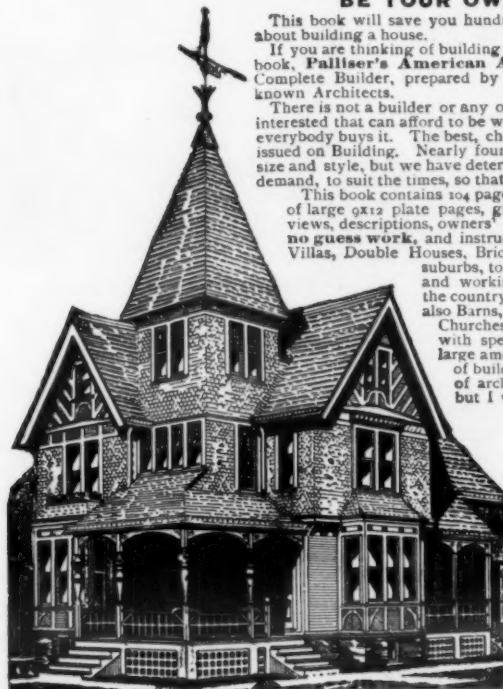 BE YOUR OW
This book will save you hund
about building a house.
If you are thinking of building
book, Palliser's American A
Complete Builder, prepared by
known Architects.
There is not a builder or any o
interested that can afford to be w
everybody buys it. The best, ch
issued on Building. Nearly four
size and style, but we have deter
demand, to suit the times, so that
This book contains 104 page
of large 9x12 plate pages, g
views, descriptions, owners'
no guess work, and instru
Villas, Double Houses, Bric
suburbs, to
and worki
the country
also Barns,
Churches
with spe
large am
of build
of arch
but I w